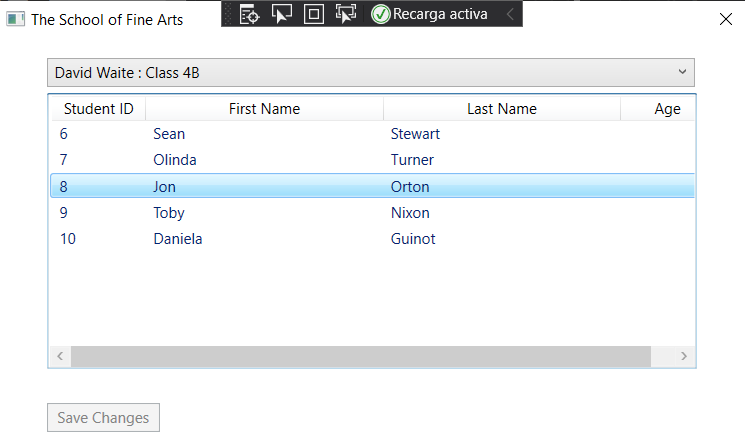 The School of Fine Arts
Recarga activa
David Waite : Class 4B
Student ID First Name Last Name Age
6 Sean Stewart
7 Olinda Turner
8 Jon Orton
9 Toby Nixon
10 Daniela Guinot
Save Changes